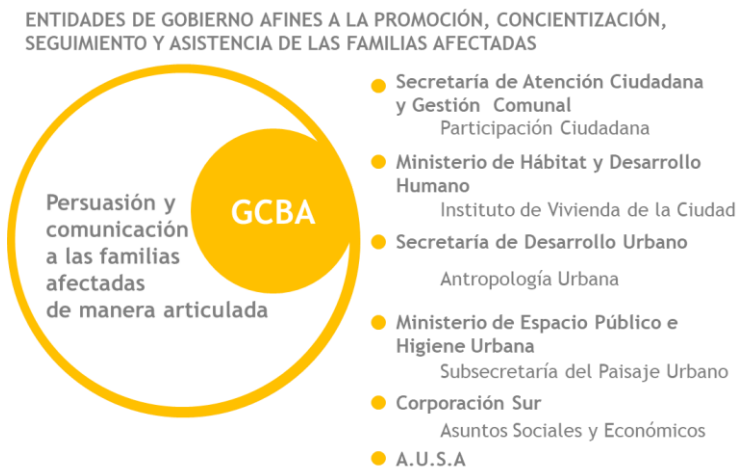 ENTIDADES DE GOBIERNO AFINES A LA PROMOCIÓN, CONCIENTIZACIÓN,
SEGUIMIENTO Y ASISTENCIA DE LAS FAMILIAS AFECTADAS
Persuasión y
comunicación
a las familias
afectadas
de manera articulada
GCBA
Secretaría de Atención Ciudadana
y Gestión Comunal
Participación Ciudadana
Ministerio de Hábitat y Desarrollo
Humano
Instituto de Vivienda de la Ciudad
Secretaría de Desarrollo Urbano
Antropología Urbana
Ministerio de Espacio Público e
Higiene Urbana
Subsecretaría del Paisaje Urbano
Corporación Sur
Asuntos Sociales y Económicos
A.U.S.A